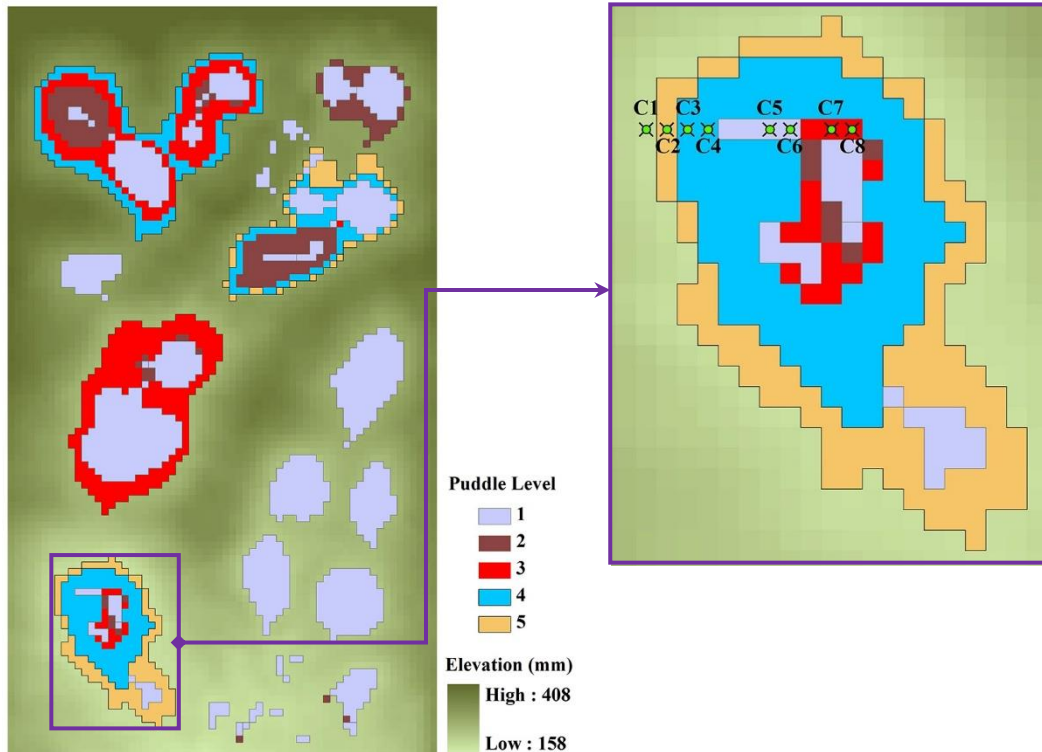 C1 C3 C5 C7
C2 C4 C6 C8
Puddle Level
1
2
3
4
5
Elevation (mm)
High : 408
Low : 158